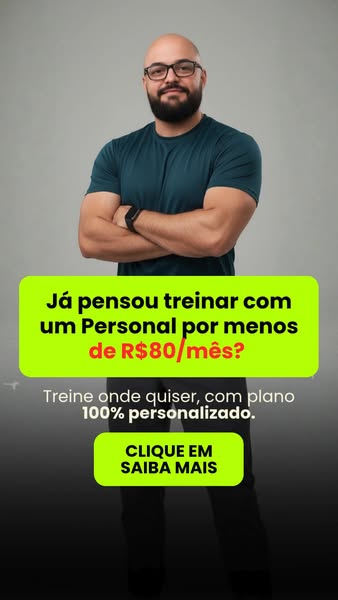 Já pensou treinar com
um Personal por menos
de R$80/mês?
Treine onde quiser, com plano
100% personalizado.
CLIQUE EM
SAIBA MAIS